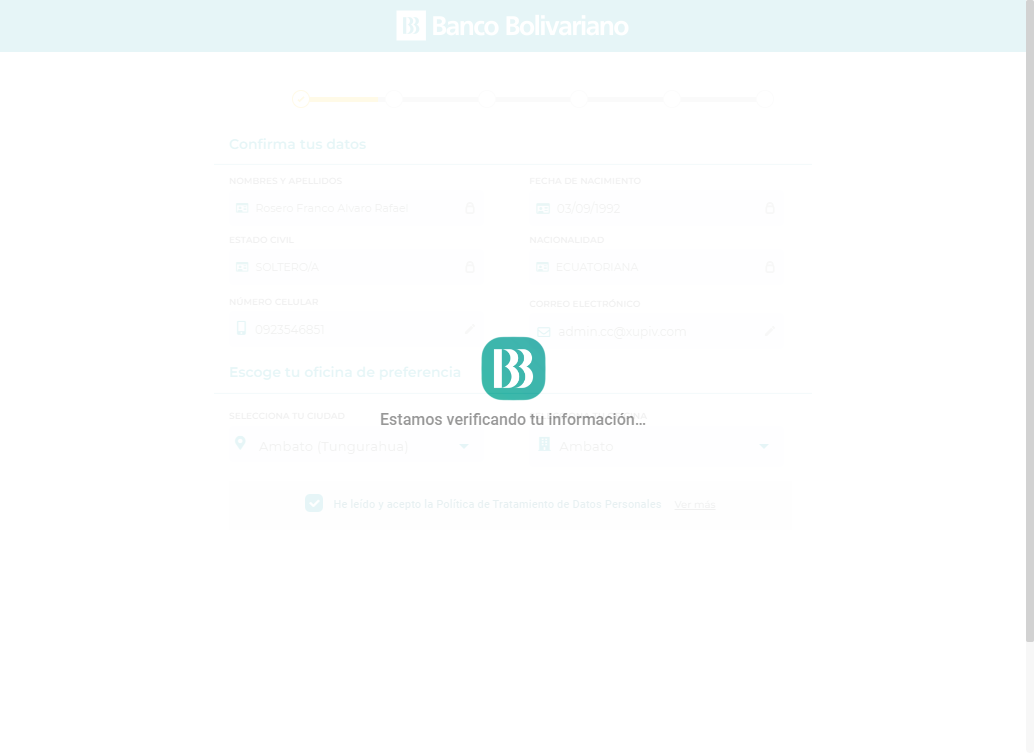 Banco Bolivariano
Confirma tus datos
NOMBRES Y APELLIDOS
FECHA DE NACIMIENTO
Rosero Franco Alvaro Rafael
03/09/1992
ESTADO CIVIL
NACIONALIDAD
SOLTERO/A
ECUATORIANA
NÚMERO CELULAR
CORREO ELECTRÓNICO
0923546851
admin.cc@xupiv.com
Escoge tu oficina de preferencia
Estamos verificando tu información...
SELECCIONA TU CIUDAD
Ambato (Tungurahua)
Ambato
He leído y acepto la Política de Tratamiento de Datos Personales
Ver más